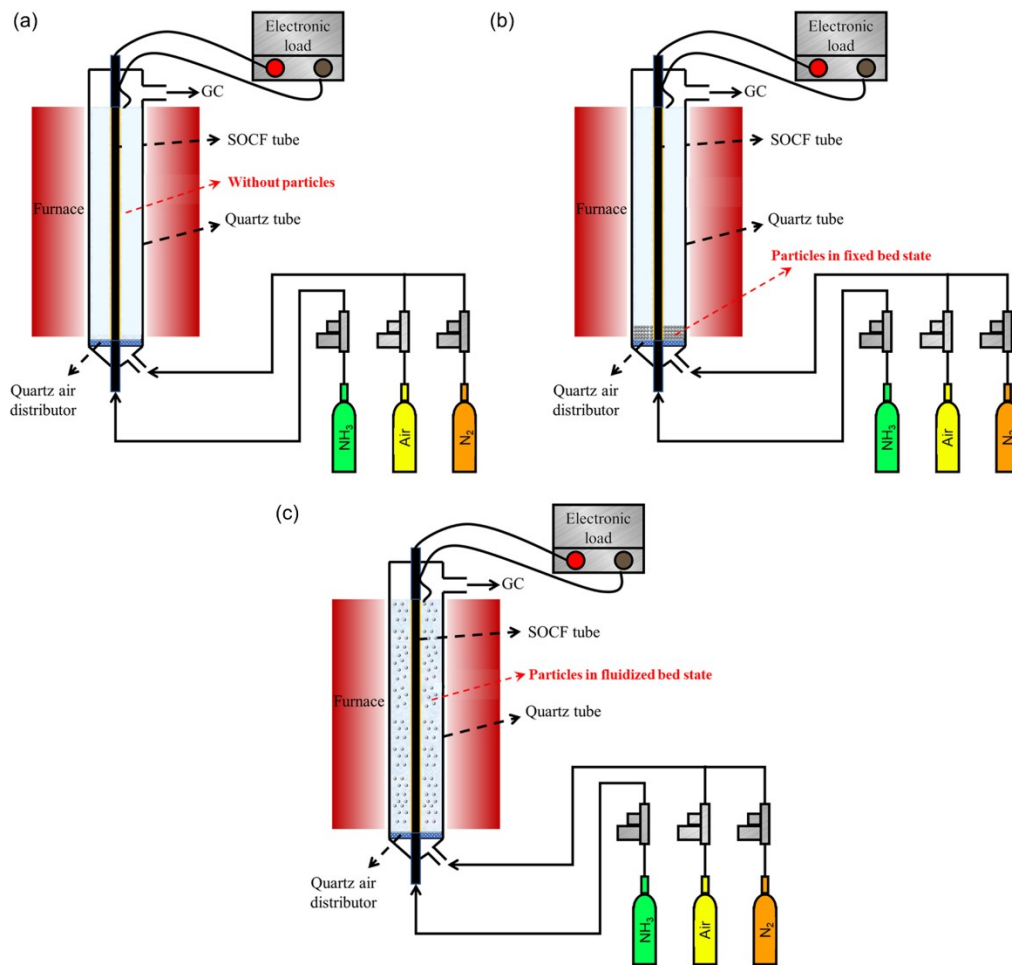 (a)
Electronic
load
GC
SOCF tube
Without particles
Furnace
Quartz tube
Quartz air
distributor
NH3
Air
N2
(b)
Electronic
load
GC
SOCF tube
Furnace
Quartz tube
Particles in fixed bed state
Quartz air
distributor
NH3
Air
N2
(c)
Electronic
load
GC
SOCF tube
Particles in fluidized bed state
Furnace
Quartz tube
Quartz air
distributor
NH3
Air
N2